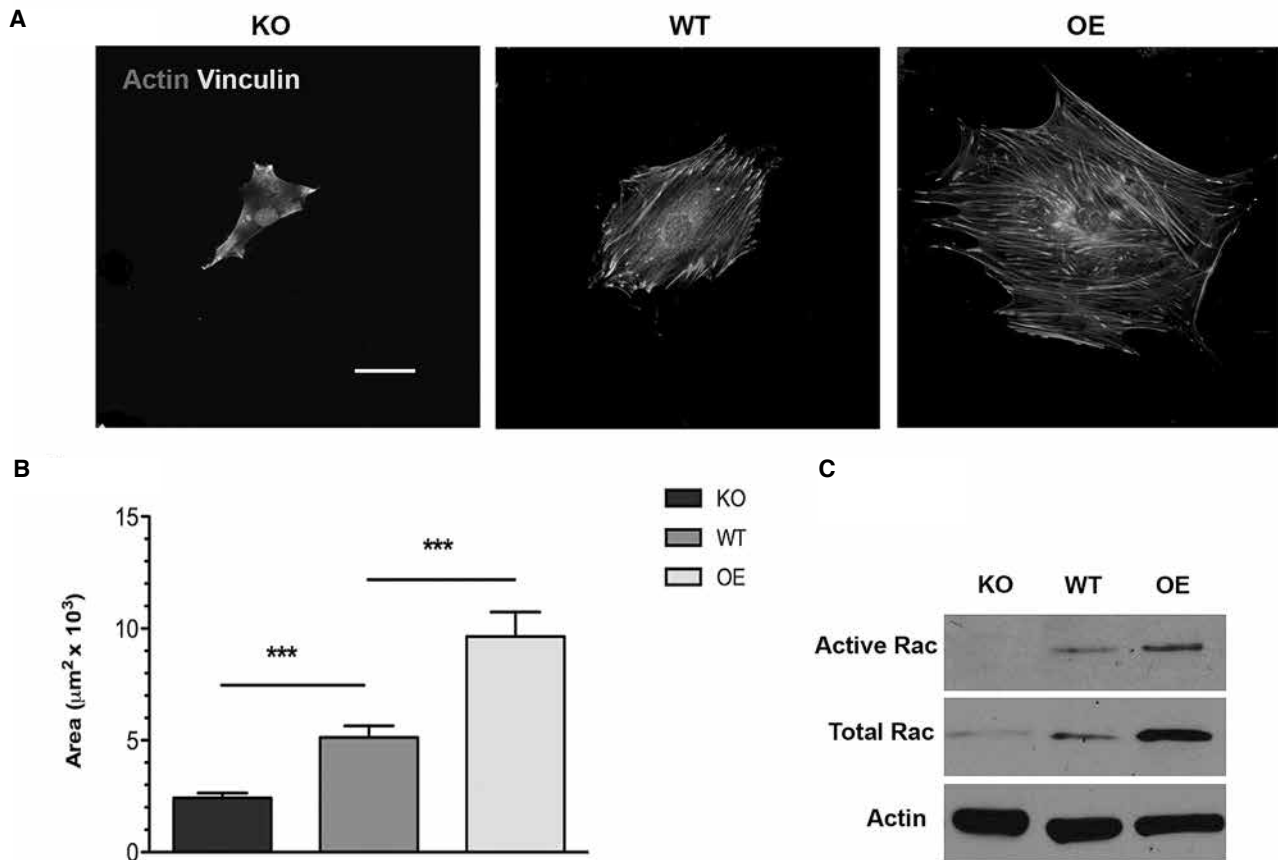 A
KO
WT
OE
Actin Vinculin
B
15
10
5
0
Area (μm² x 10³)
***
***
KO
WT
OE
C
KO
WT
OE
Active Rac
Total Rac
Actin